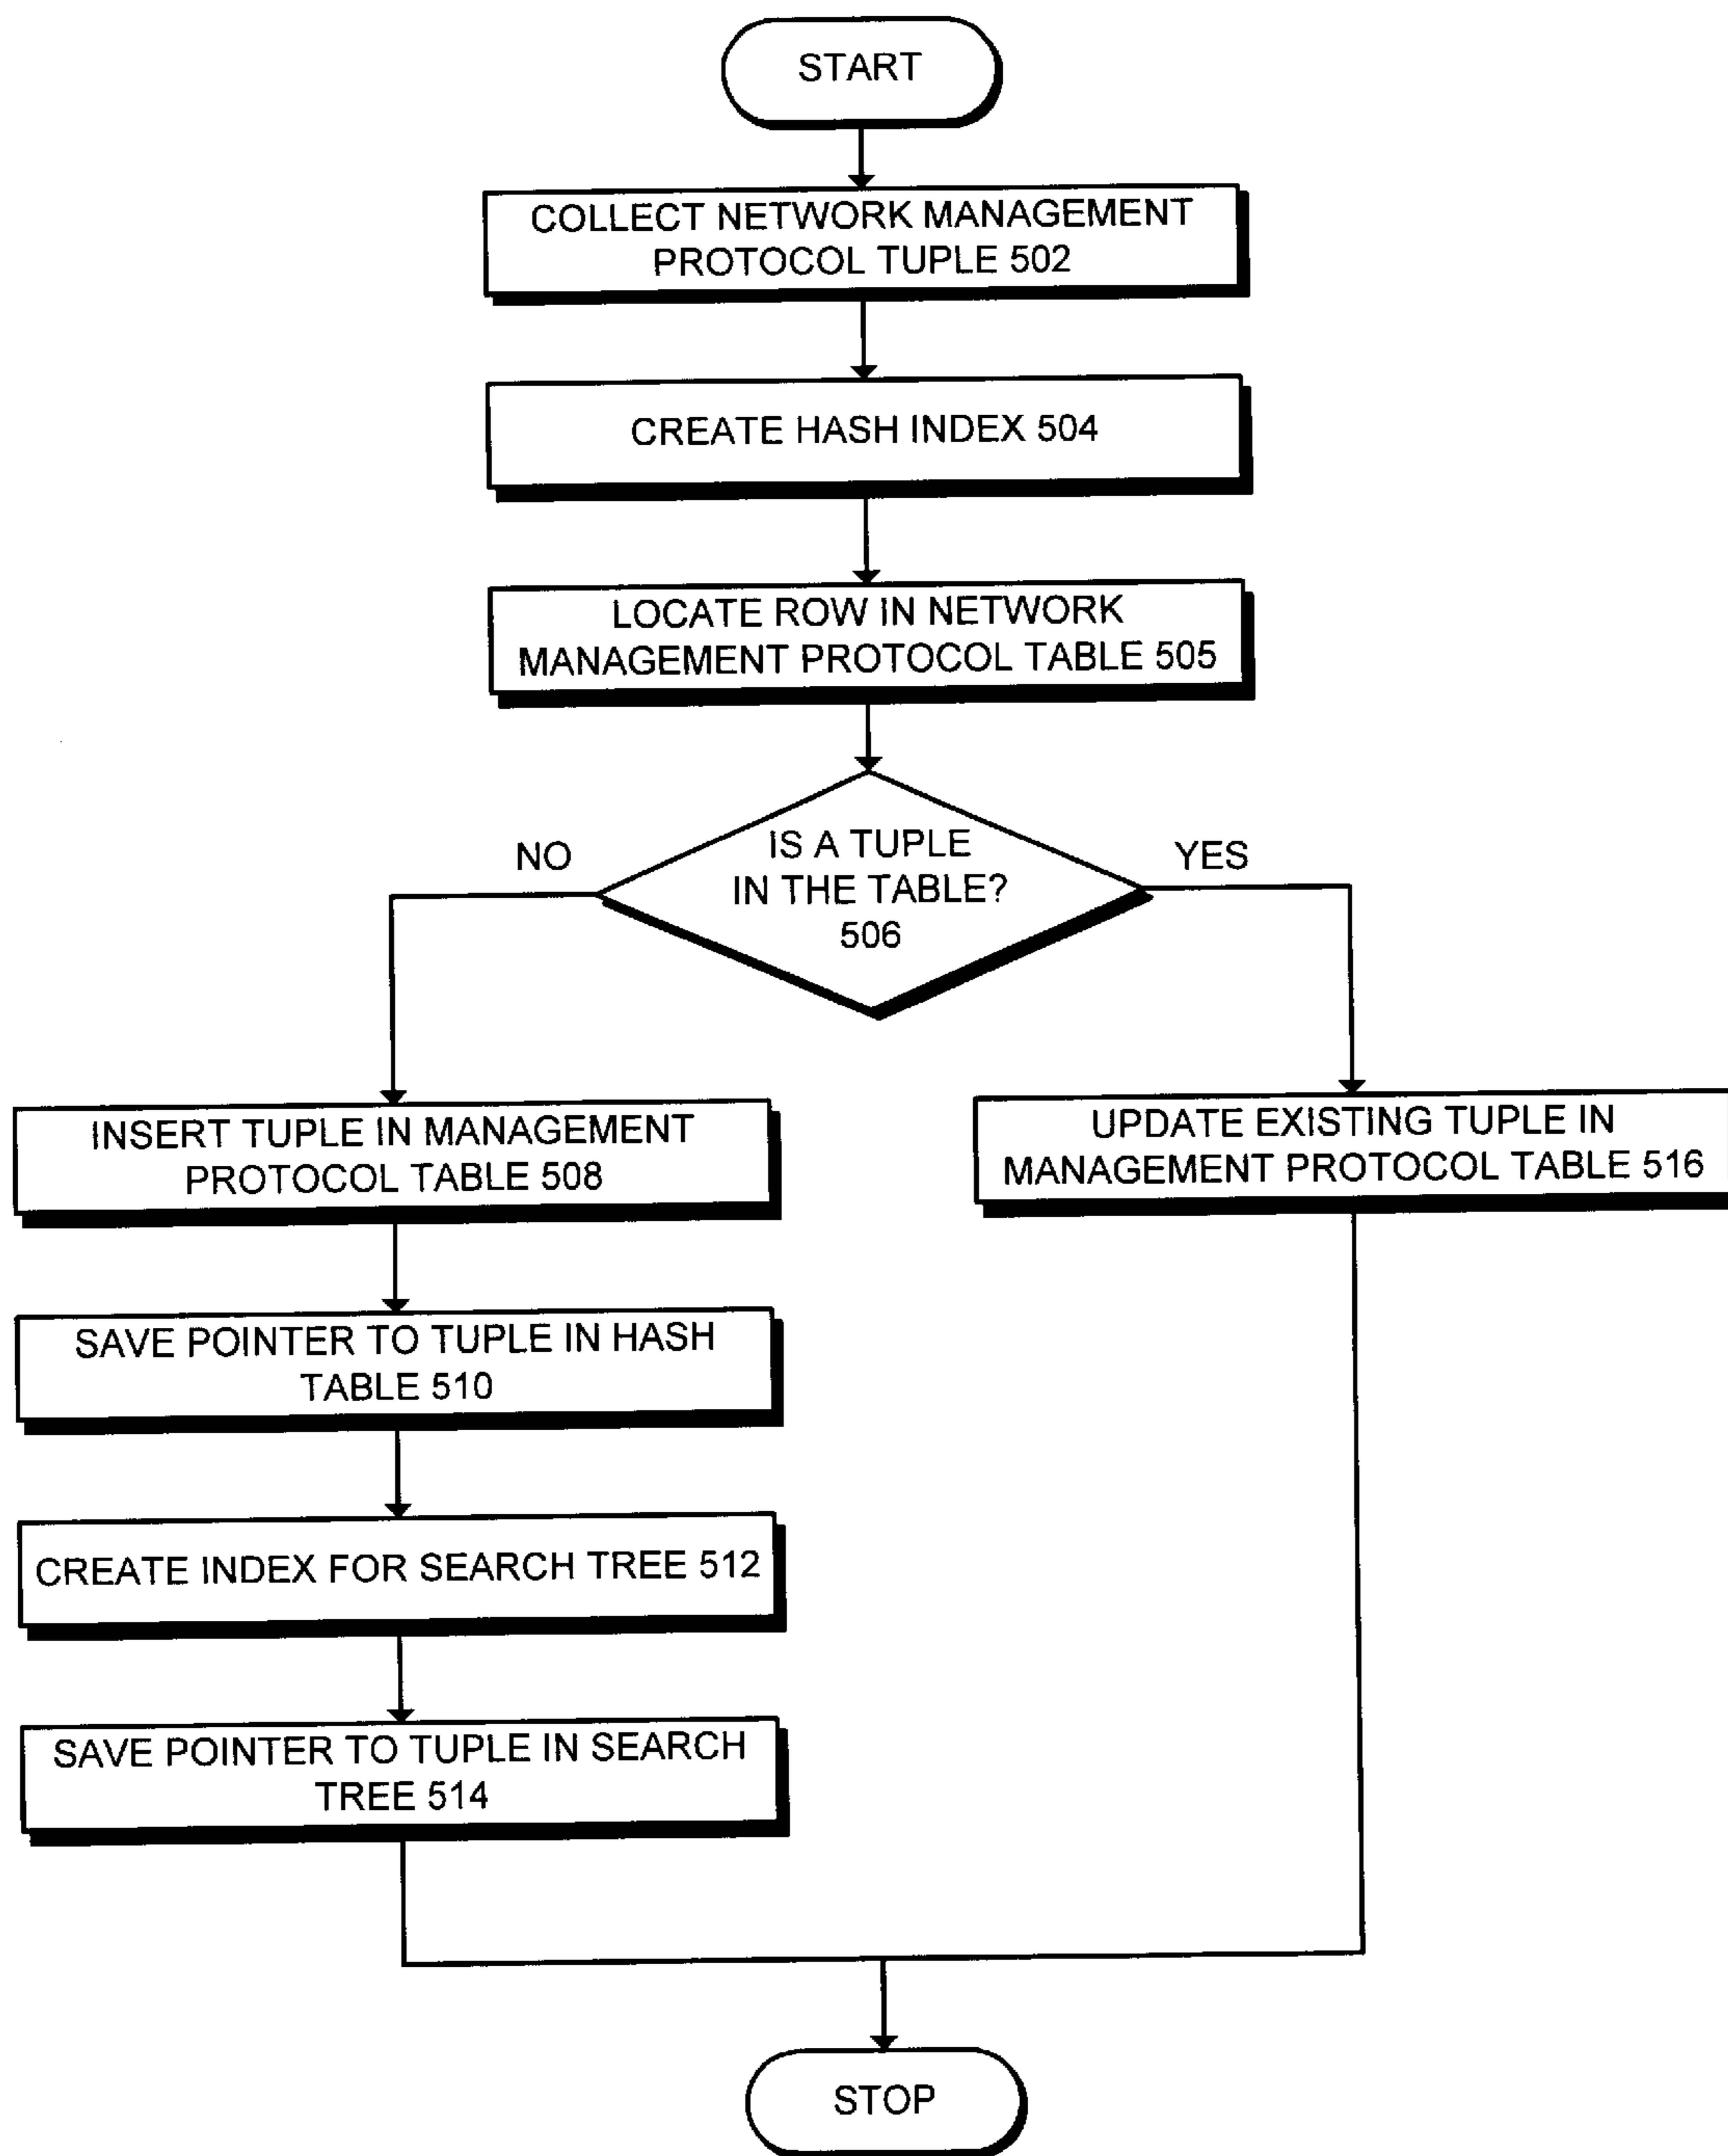 START
COLLECT NETWORK MANAGEMENT
PROTOCOL TUPLE 502
CREATE HASH INDEX 504
LOCATE ROW IN NETWORK
MANAGEMENT PROTOCOL TABLE 505
IS A TUPLE
IN THE TABLE?
506
NO
YES
INSERT TUPLE IN MANAGEMENT
PROTOCOL TABLE 508
SAVE POINTER TO TUPLE IN HASH
TABLE 510
CREATE INDEX FOR SEARCH TREE 512
SAVE POINTER TO TUPLE IN SEARCH
TREE 514
UPDATE EXISTING TUPLE IN
MANAGEMENT PROTOCOL TABLE 516
STOP